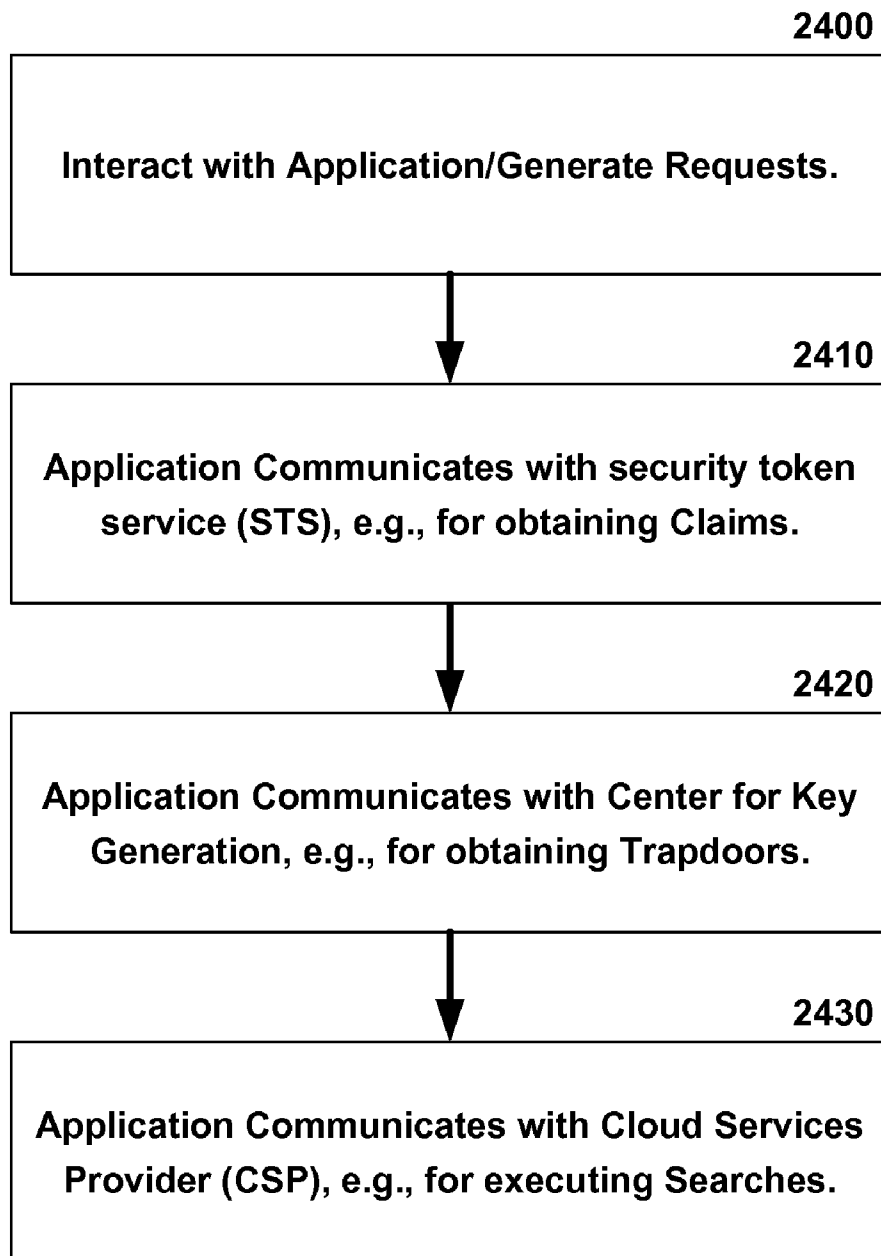 2400
Interact with Application/Generate Requests.
2410
Application Communicates with security token
service (STS), e.g., for obtaining Claims.
2420
Application Communicates with Center for Key
Generation, e.g., for obtaining Trapdoors.
2430
Application Communicates with Cloud Services
Provider (CSP), e.g., for executing Searches.